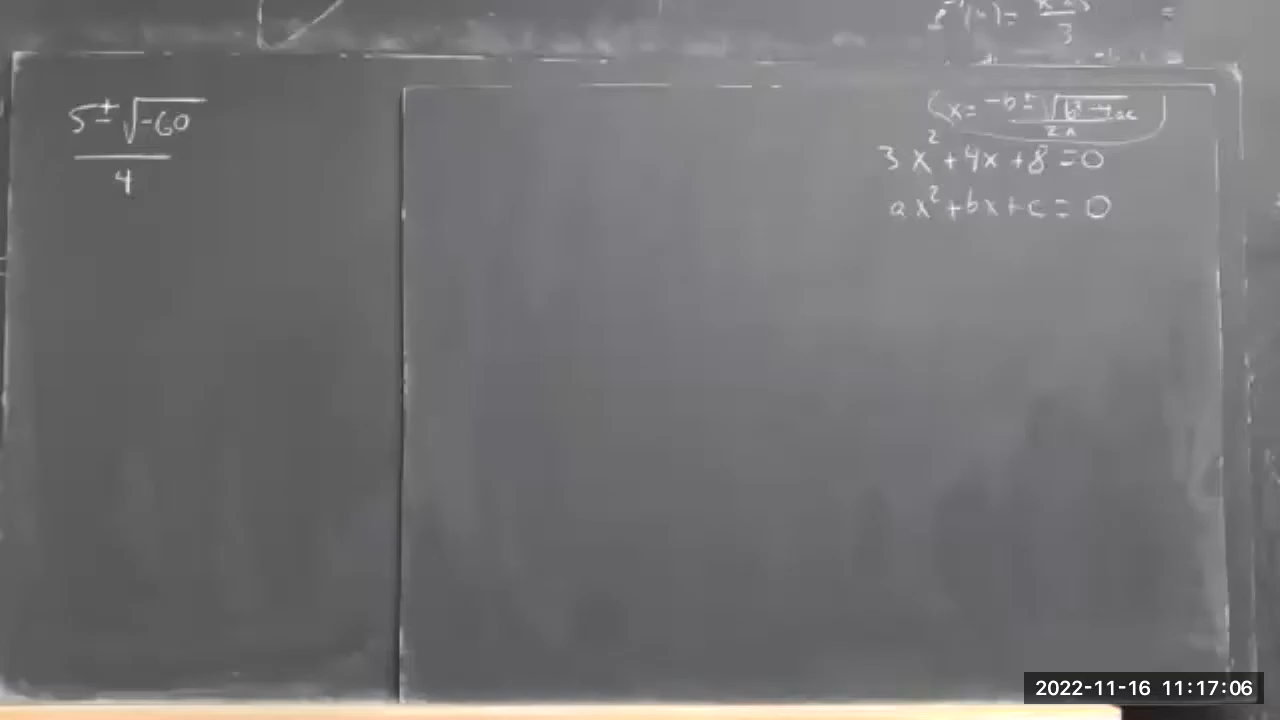 5 ± √-60
4
x = -b ± √b² - 4ac
2a
3x² + 4x + 8 = 0
ax² + bx + c = 0
3
2022-11-16 11:17:06